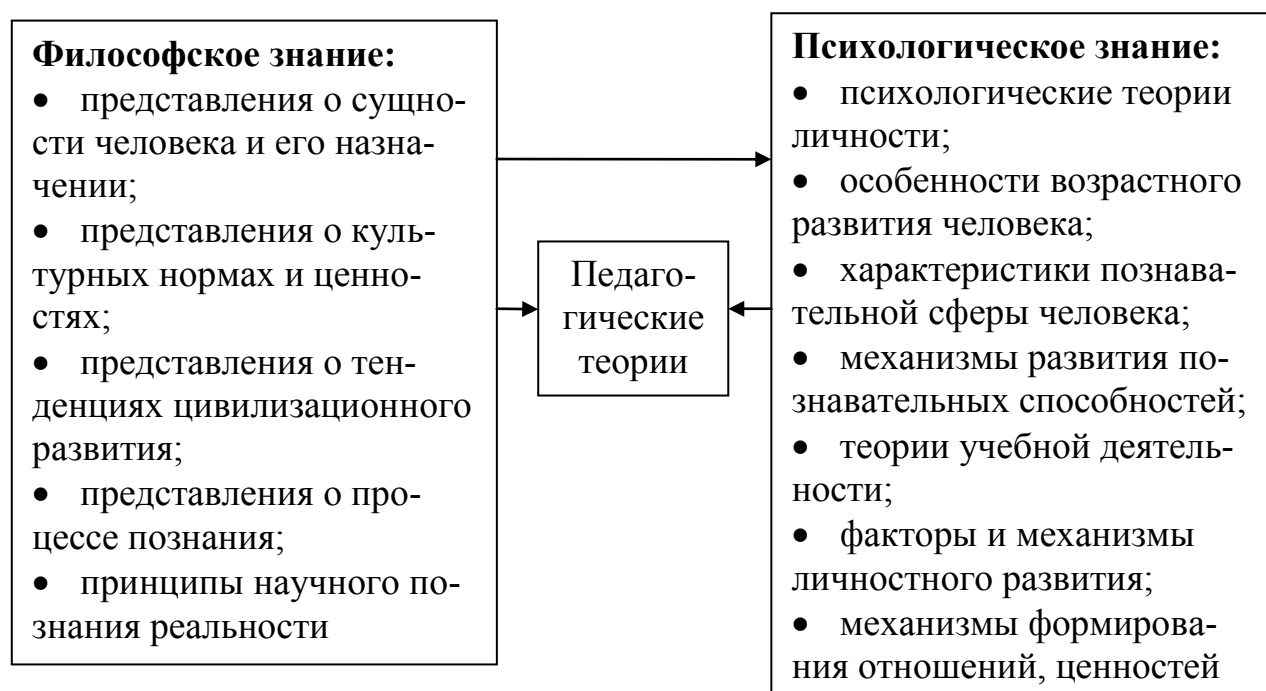 Философское знание:
• представления о сущно-
сти человека и его назна-
чении;
• представления о куль-
турных нормах и ценно-
стях;
• представления о тен-
денциях цивилизационного
развития;
• представления о про-
цессе познания;
• принципы научного по-
знания реальности
Педаго-
гические
теории
Психологическое знание:
• психологические теории
личности;
• особенности возрастного
развития человека;
• характеристики познава-
тельной сферы человека;
• механизмы развития по-
знавательных способностей;
• теории учебной деятель-
ности;
• факторы и механизмы
личностного развития;
• механизмы формирова-
ния отношений, ценностей